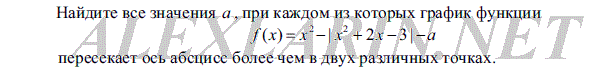 Найдите все значения a, при каждом из которых график функции
f(x) = x² − |x² + 2x − 3| − a
пересекает ось абсцисс более чем в двух различных точках.
ALEXLARIN.NET